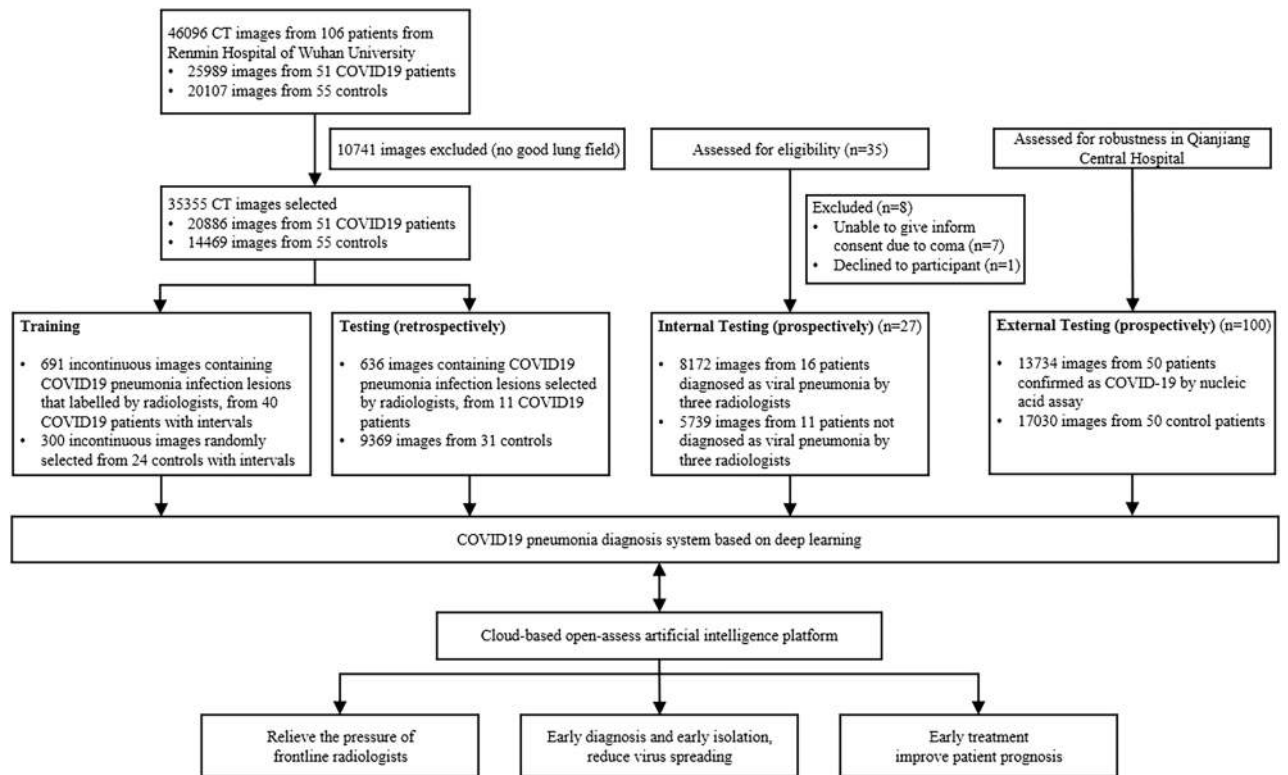 46096 CT images from 106 patients from
Renmin Hospital of Wuhan University
• 25989 images from 51 COVID19 patients
• 20107 images from 55 controls
10741 images excluded (no good lung field)
Assessed for eligibility (n=35)
Assessed for robustness in Qianjiang
Central Hospital
35355 CT images selected
• 20886 images from 51 COVID19 patients
• 14469 images from 55 controls
Excluded (n=8)
• Unable to give inform
consent due to coma (n=7)
• Declined to participant (n=1)
Training
• 691 incontinuous images containing
COVID19 pneumonia infection lesions
that labelled by radiologists, from 40
COVID19 patients with intervals
• 300 incontinuous images randomly
selected from 24 controls with intervals
Testing (retrospectively)
• 636 images containing COVID19
pneumonia infection lesions selected
by radiologists, from 11 COVID19
patients
• 9369 images from 31 controls
Internal Testing (prospectively) (n=27)
• 8172 images from 16 patients
diagnosed as viral pneumonia by
three radiologists
• 5739 images from 11 patients not
diagnosed as viral pneumonia by
three radiologists
External Testing (prospectively) (n=100)
• 13734 images from 50 patients
confirmed as COVID-19 by nucleic
acid assay
• 17030 images from 50 control patients
COVID19 pneumonia diagnosis system based on deep learning
Cloud-based open-assess artificial intelligence platform
Relieve the pressure of
frontline radiologists
Early diagnosis and early isolation,
reduce virus spreading
Early treatment
improve patient prognosis